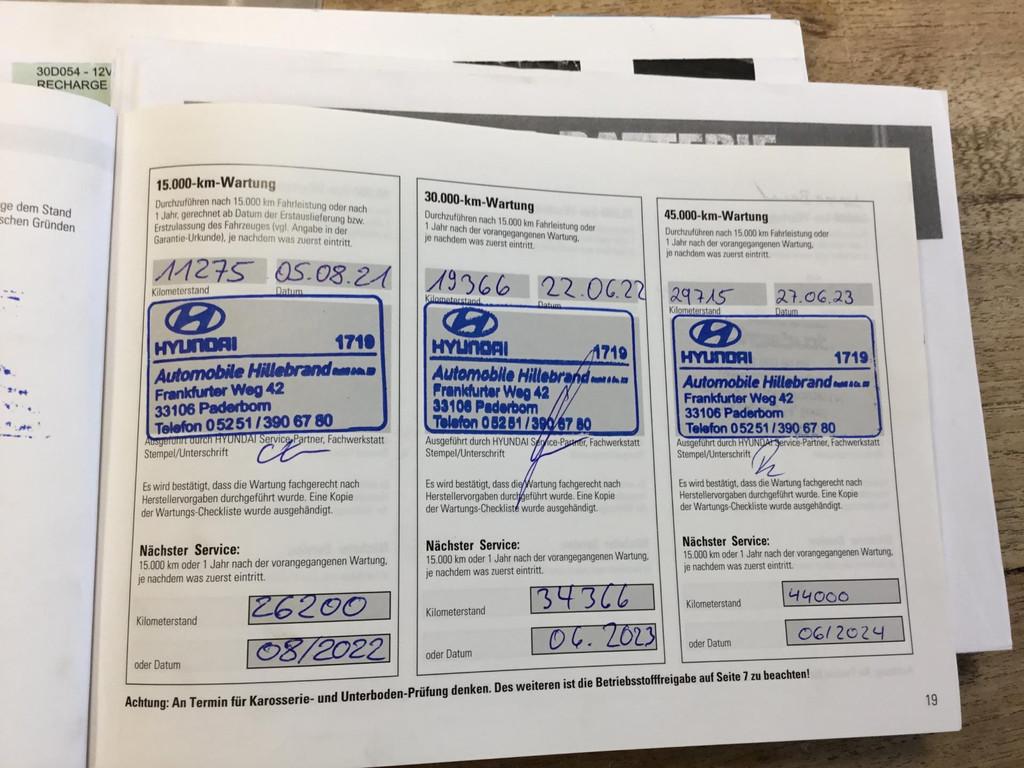 30D054 - 12V
RECHARGE
BATTERIE
ge dem Stand
schen Gründen
15.000-km-Wartung
Durchzuführen nach 15.000 km Fahrleistung oder nach
1 Jahr, gerechnet ab Datum der Erstauslieferung bzw.
Erstzulassung des Fahrzeuges (vgl. Angabe in der
Garantie-Urkunde), je nachdem was zuerst eintritt.
11275 05.08.21
Kilometerstand Datum
HYUNDAI 1719
Automobile Hillebrand
Frankfurter Weg 42
33106 Paderborn
Telefon 05251/390 67 80
Ausgeführt durch HYUNDAI Service-Partner, Fachwerkstatt
Stempel/Unterschrift
Es wird bestätigt, dass die Wartung fachgerecht nach
Herstellervorgaben durchgeführt wurde. Eine Kopie
der Wartungs-Checkliste wurde ausgehändigt.
Nächster Service:
15.000 km oder 1 Jahr nach der vorangegangenen Wartung,
je nachdem was zuerst eintritt.
Kilometerstand 26200
oder Datum 08/2022
30.000-km-Wartung
Durchzuführen nach 15.000 km Fahrleistung oder
1 Jahr nach der vorangegangenen Wartung,
je nachdem was zuerst eintritt.
19366 22.06.22
Kilometerstand Datum
HYUNDAI 1719
Automobile Hillebrand
Frankfurter Weg 42
33106 Paderborn
Telefon 05251/390 67 80
Ausgeführt durch HYUNDAI Service-Partner, Fachwerkstatt
Stempel/Unterschrift
Es wird bestätigt, dass die Wartung fachgerecht nach
Herstellervorgaben durchgeführt wurde. Eine Kopie
der Wartungs-Checkliste wurde ausgehändigt.
Nächster Service:
15.000 km oder 1 Jahr nach der vorangegangenen Wartung,
je nachdem was zuerst eintritt.
Kilometerstand 34366
oder Datum 06.2023
45.000-km-Wartung
Durchzuführen nach 15.000 km Fahrleistung oder
1 Jahr nach der vorangegangenen Wartung,
je nachdem was zuerst eintritt.
29715 27.06.23
Kilometerstand Datum
HYUNDAI 1719
Automobile Hillebrand
Frankfurter Weg 42
33106 Paderborn
Telefon 05251/390 67 80
Ausgeführt durch HYUNDAI Service-Partner, Fachwerkstatt
Stempel/Unterschrift
Es wird bestätigt, dass die Wartung fachgerecht nach
Herstellervorgaben durchgeführt wurde. Eine Kopie
der Wartungs-Checkliste wurde ausgehändigt.
Nächster Service:
15.000 km oder 1 Jahr nach der vorangegangenen Wartung,
je nachdem was zuerst eintritt.
Kilometerstand 44000
oder Datum 06/2024
Achtung: An Termin für Karosserie- und Unterboden-Prüfung denken. Des weiteren ist die Betriebsstofffreigabe auf Seite 7 zu beachten!
19